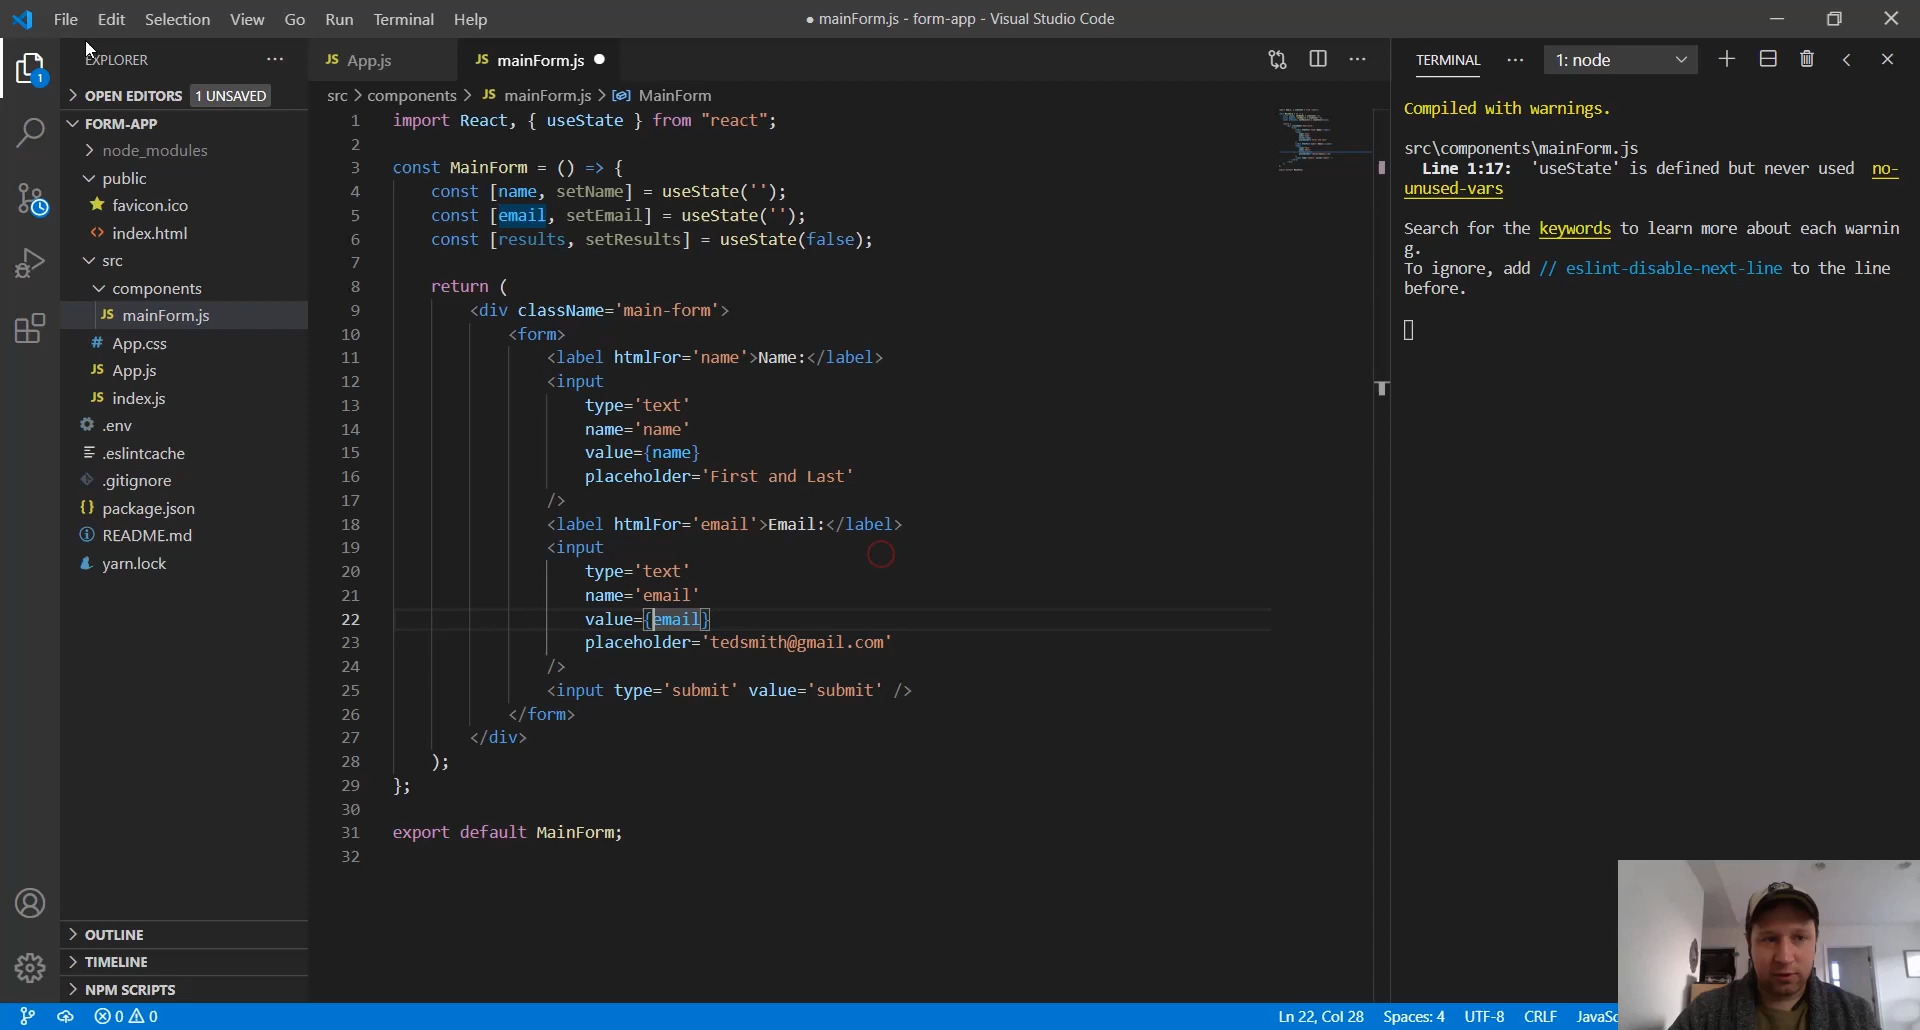 File Edit Selection View Go Run Terminal Help
● mainForm.js - form-app - Visual Studio Code
EXPLORER
OPEN EDITORS 1 UNSAVED
FORM-APP
node_modules
public
favicon.ico
index.html
src
components
mainForm.js
App.css
App.js
index.js
.env
.eslintcache
.gitignore
package.json
README.md
yarn.lock
OUTLINE
TIMELINE
NPM SCRIPTS
1
JS App.js
JS mainForm.js
src > components > JS mainForm.js > MainForm
1 import React, { useState } from "react";
2
3 const MainForm = () => {
4 const [name, setName] = useState('');
5 const [email, setEmail] = useState('');
6 const [results, setResults] = useState(false);
7
8 return (
9 <div className='main-form'>
10 <form>
11 <label htmlFor='name'>Name:</label>
12 <input
13 type='text'
14 name='name'
15 value={name}
16 placeholder='First and Last'
17 />
18 <label htmlFor='email'>Email:</label>
19 <input
20 type='text'
21 name='email'
22 value={email}
23 placeholder='tedsmith@gmail.com'
24 />
25 <input type='submit' value='submit' />
26 </form>
27 </div>
28 );
29 };
30
31 export default MainForm;
32
TERMINAL
1: node
Compiled with warnings.
src\components\mainForm.js
Line 1:17: 'useState' is defined but never used no-
unused-vars
Search for the keywords to learn more about each warnin
g.
To ignore, add // eslint-disable-next-line to the line
before.
0 0
Ln 22, Col 28
Spaces: 4
UTF-8
CRLF
JavaSc